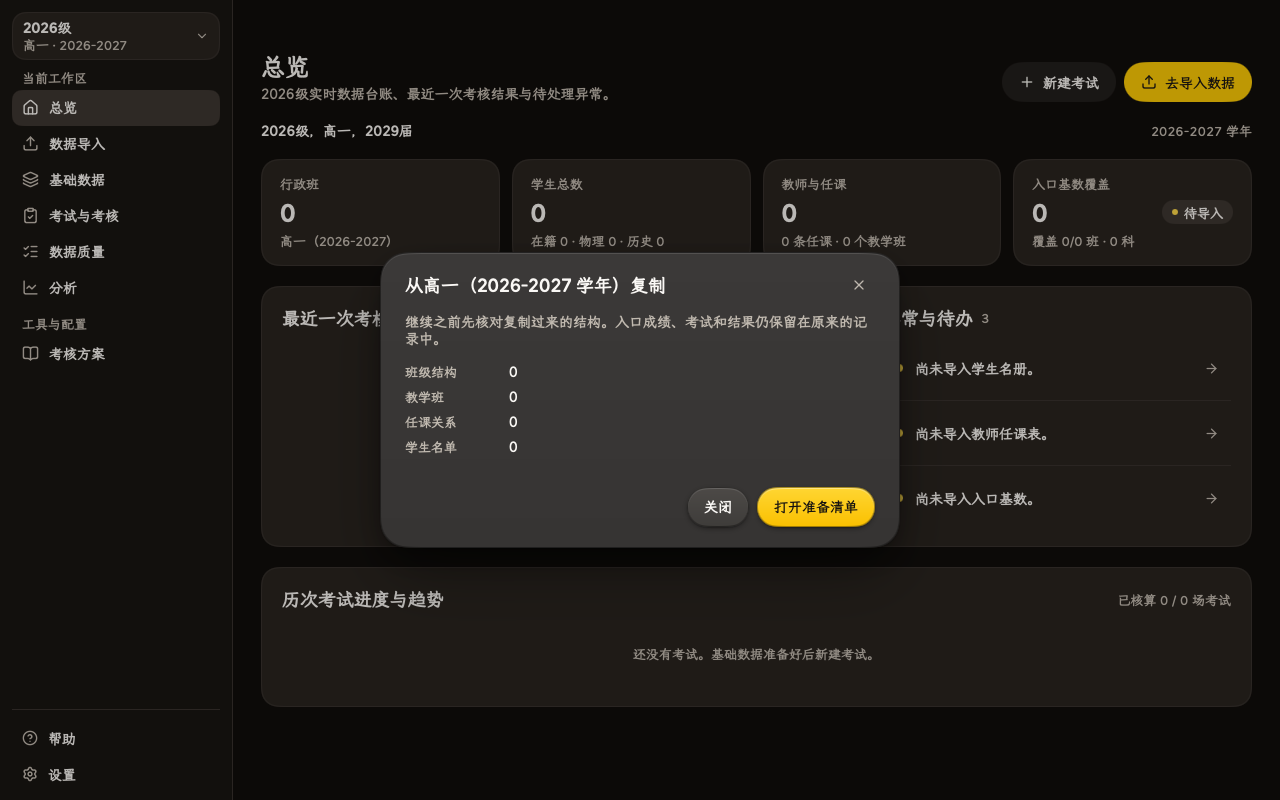 2026级
高一 · 2026-2027
当前工作区
总览
数据导入
基础数据
考试与考核
数据质量
分析
工具与配置
考核方案
帮助
设置
总览
2026级实时数据台账、最近一次考核结果与待处理异常。
新建考试
去导入数据
2026级，高一，2029届
2026-2027 学年
行政班
0
高一（2026-2027）
学生总数
0
在籍 0 · 物理 0 · 历史 0
教师与任课
0
0 条任课 · 0 个教学班
入口基数覆盖
0
待导入
覆盖 0/0 班 · 0 科
最近一次考
常与待办 3
尚未导入学生名册。
尚未导入教师任课表。
尚未导入入口基数。
从高一（2026-2027 学年）复制
继续之前先核对复制过来的结构。入口成绩、考试和结果仍保留在原来的记
录中。
班级结构 0
教学班 0
任课关系 0
学生名单 0
关闭
打开准备清单
历次考试进度与趋势
已核算 0 / 0 场考试
还没有考试。基础数据准备好后新建考试。